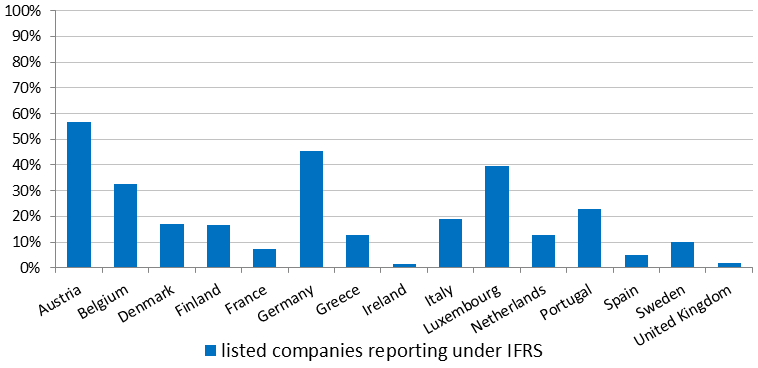 100%
90%
80%
70%
60%
50%
40%
30%
20%
10%
0%
Austria
Belgium
Denmark
Finland
France
Germany
Greece
Ireland
Italy
Luxembourg
Netherlands
Portugal
Spain
Sweden
United Kingdom
listed companies reporting under IFRS